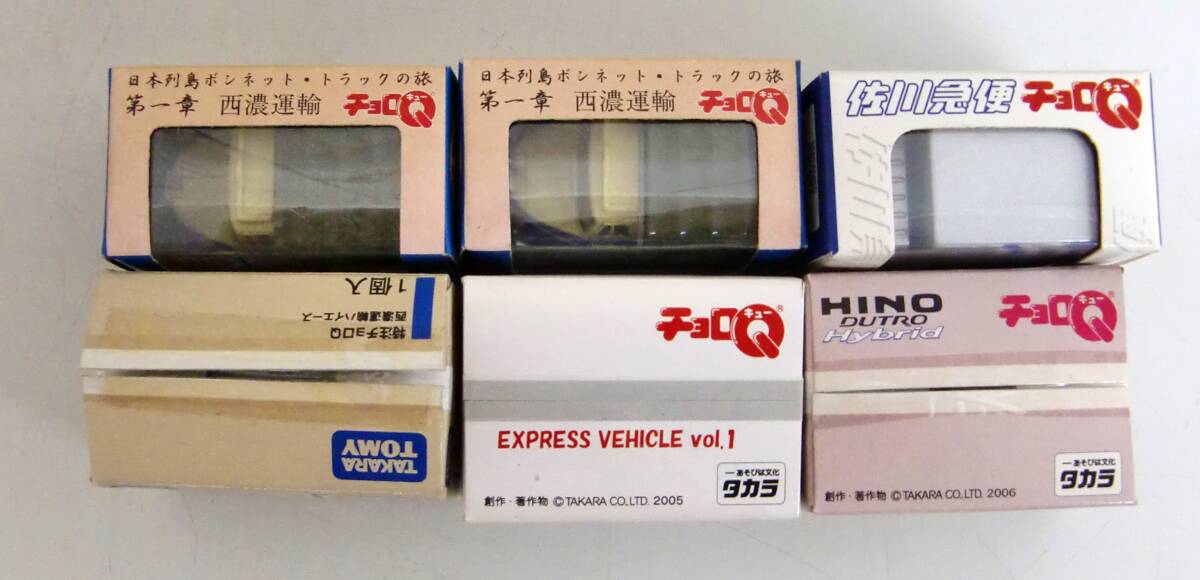 日本列島ボンネット・トラックの旅
第一章 西濃運輸 チョロQ キュー
日本列島ボンネット・トラックの旅
第一章 西濃運輸 チョロQ キュー
佐川急便 チョロQ キュー ®
佐川急便
1個入
西濃運輸ハイエース
特注チョロQ
TAKARA
TOMY
チョロQ キュー ®
EXPRESS VEHICLE vol.1
ーあそびは文化
タカラ
創作・著作物 ©TAKARA CO.,LTD. 2005
HINO
DUTRO
Hybrid
チョロQ キュー ®
ーあそびは文化
タカラ
創作・著作物 ©TAKARA CO.,LTD. 2006